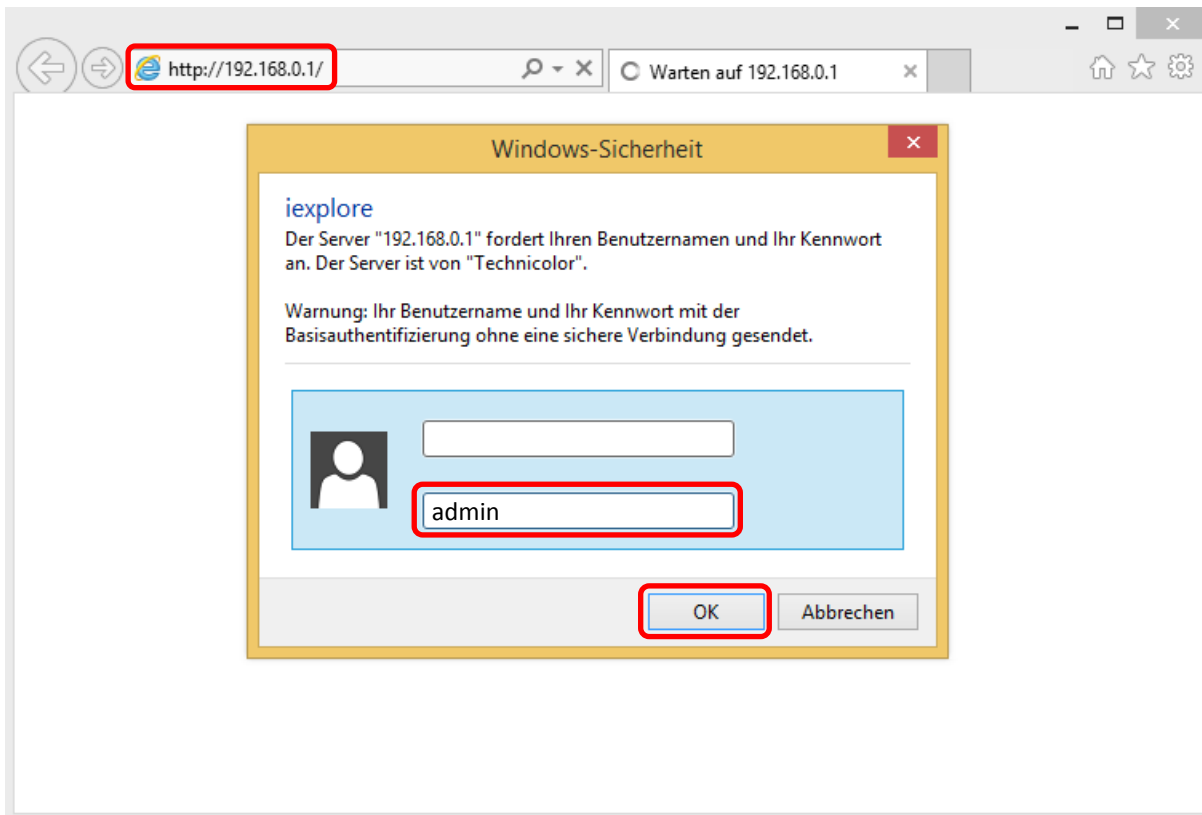 http://192.168.0.1/
Warten auf 192.168.0.1
Windows-Sicherheit
iexplore
Der Server "192.168.0.1" fordert Ihren Benutzernamen und Ihr Kennwort
an. Der Server ist von "Technicolor".
Warnung: Ihr Benutzername und Ihr Kennwort mit der
Basisauthentifizierung ohne eine sichere Verbindung gesendet.
admin
OK
Abbrechen